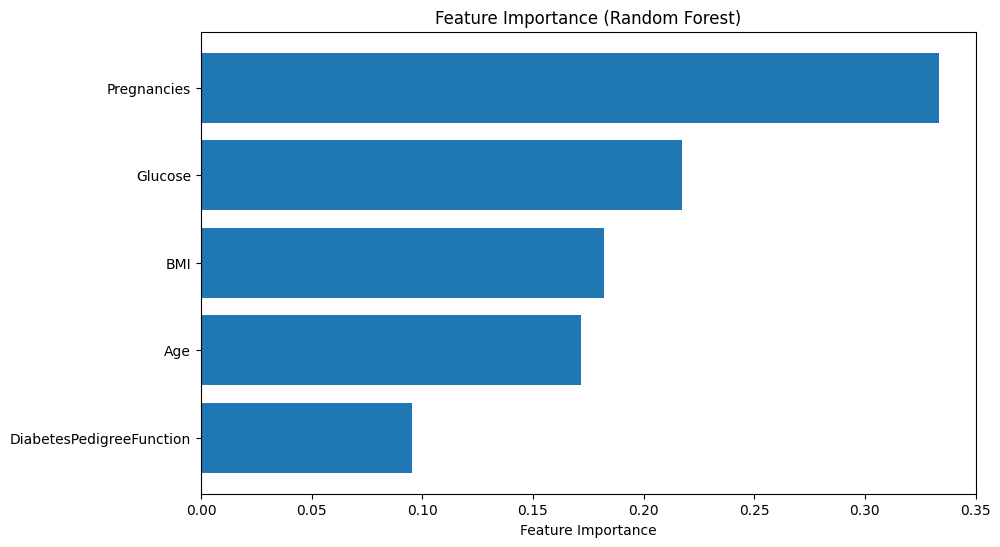 Feature Importance (Random Forest)
Pregnancies
Glucose
BMI
Age
DiabetesPedigreeFunction
0.00 0.05 0.10 0.15 0.20 0.25 0.30 0.35
Feature Importance